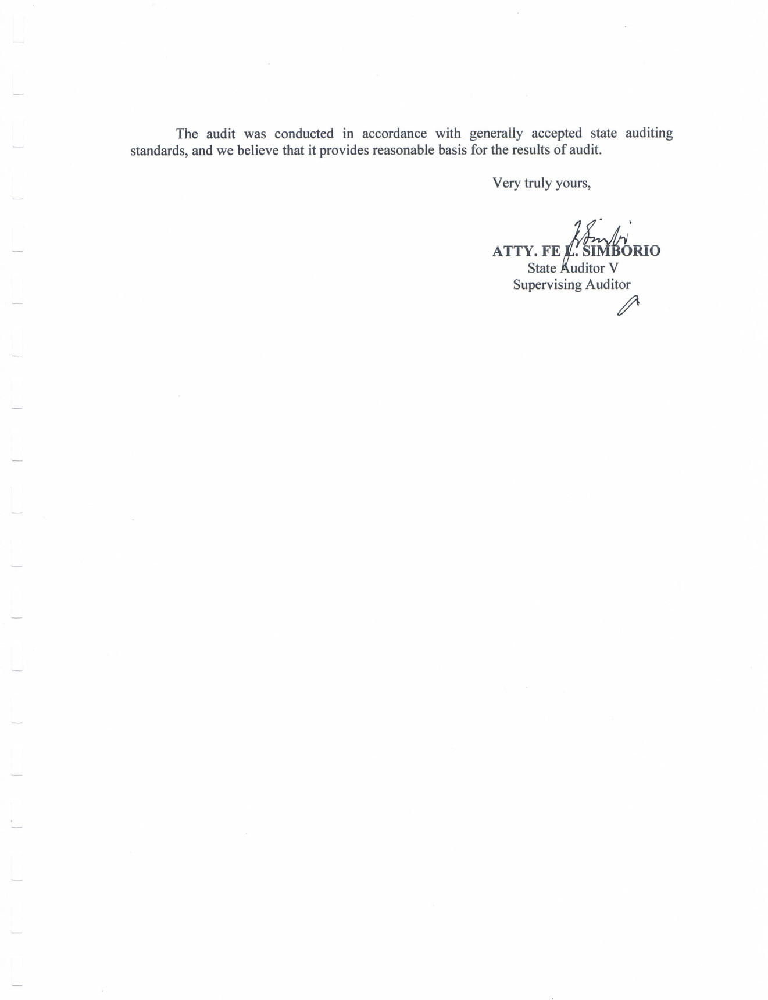 The audit was conducted in accordance with generally accepted state auditing
standards, and we believe that it provides reasonable basis for the results of audit.
Very truly yours,
ATTY. FE L. SIMBORIO
State Auditor V
Supervising Auditor